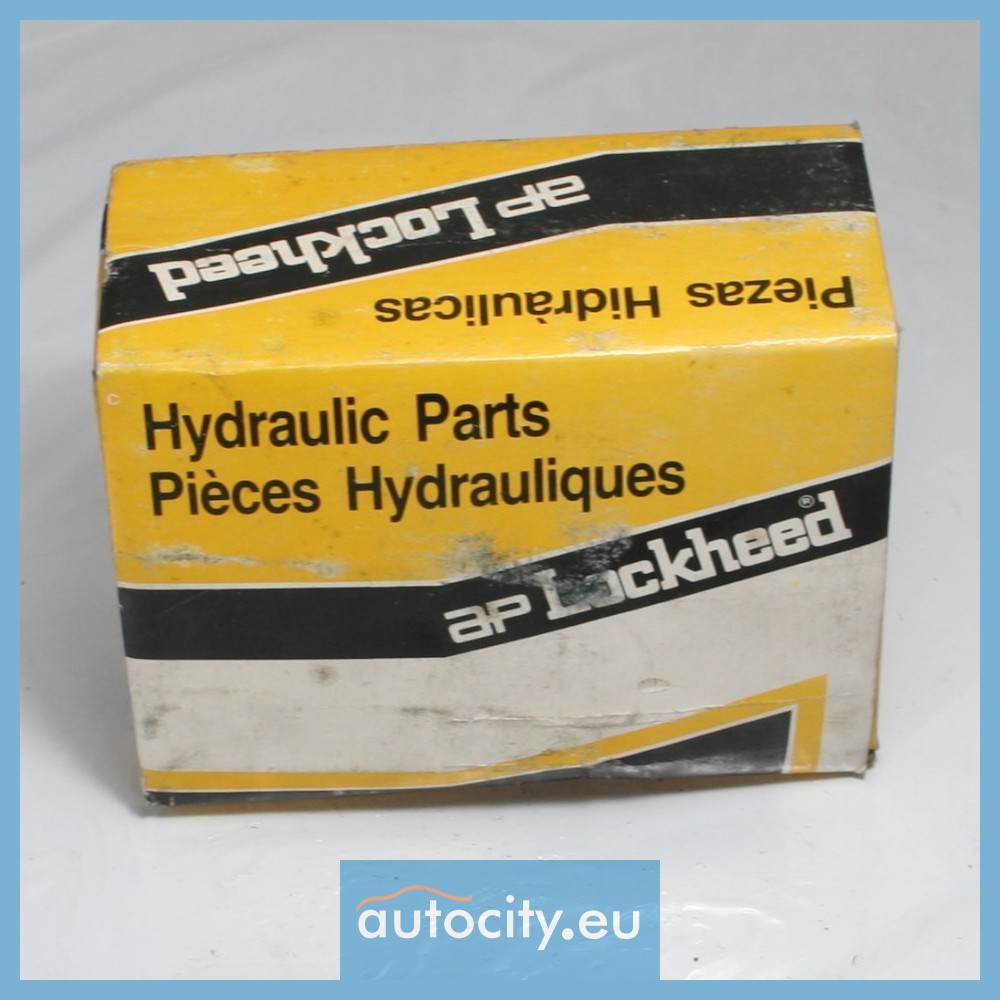 ap Lockheed
Piezas Hidràulicas
Hydraulic Parts
Pièces Hydrauliques
ap Lockheed®
autocity.eu